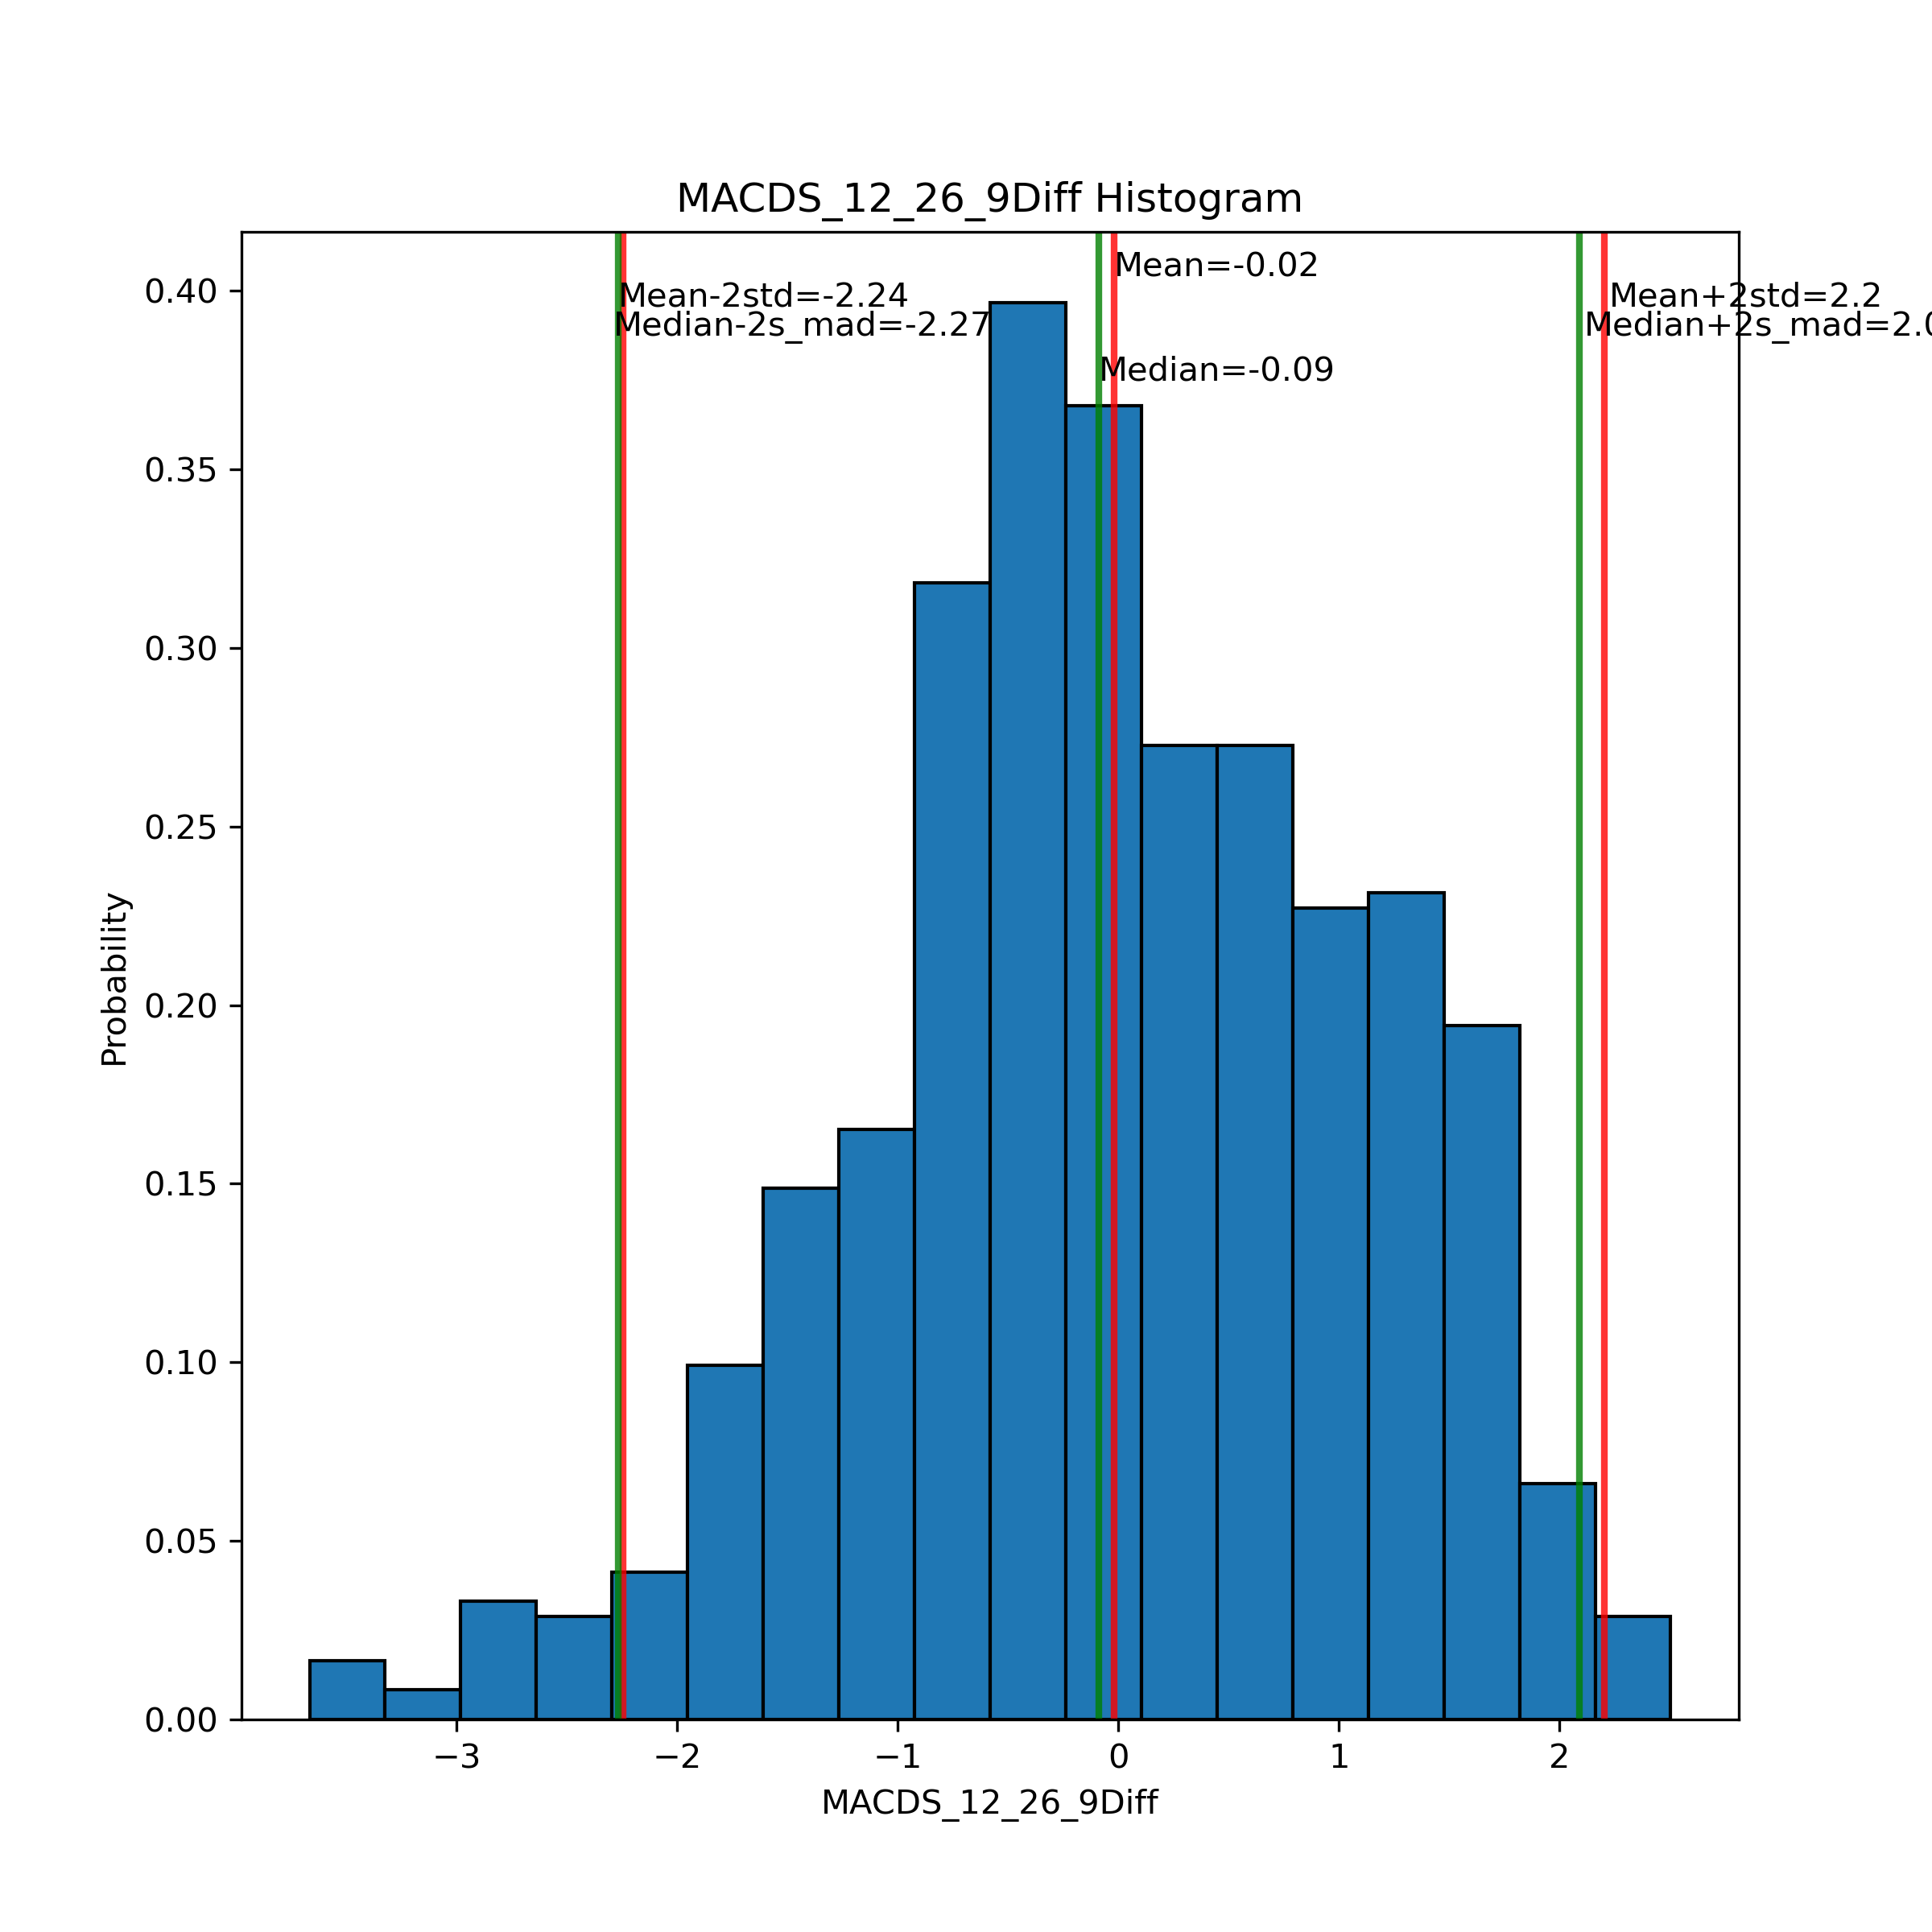 MACDS_12_26_9Diff Histogram
Mean=-0.02
Mean-2std=-2.24
Mean+2std=2.2
Median-2s_mad=-2.27
Median+2s_mad=2.0
Median=-0.09
0.40
0.35
0.30
0.25
0.20
0.15
0.10
0.05
0.00
Probability
−3 −2 −1 0 1 2
MACDS_12_26_9Diff